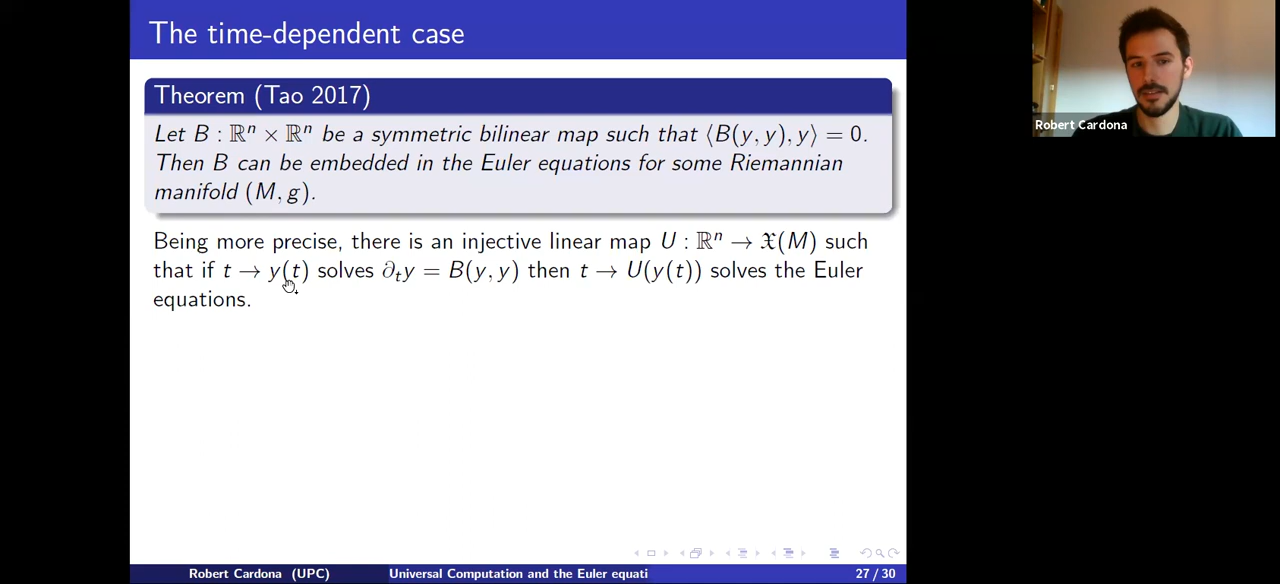 The time-dependent case
Theorem (Tao 2017)
Let B : ℝⁿ × ℝⁿ be a symmetric bilinear map such that ⟨B(y, y), y⟩ = 0.
Then B can be embedded in the Euler equations for some Riemannian
manifold (M, g).
Being more precise, there is an injective linear map U : ℝⁿ → 𝔛(M) such
that if t → y(t) solves ∂ₜy = B(y, y) then t → U(y(t)) solves the Euler
equations.
Robert Cardona (UPC)
Universal Computation and the Euler equati
27 / 30
Robert Cardona